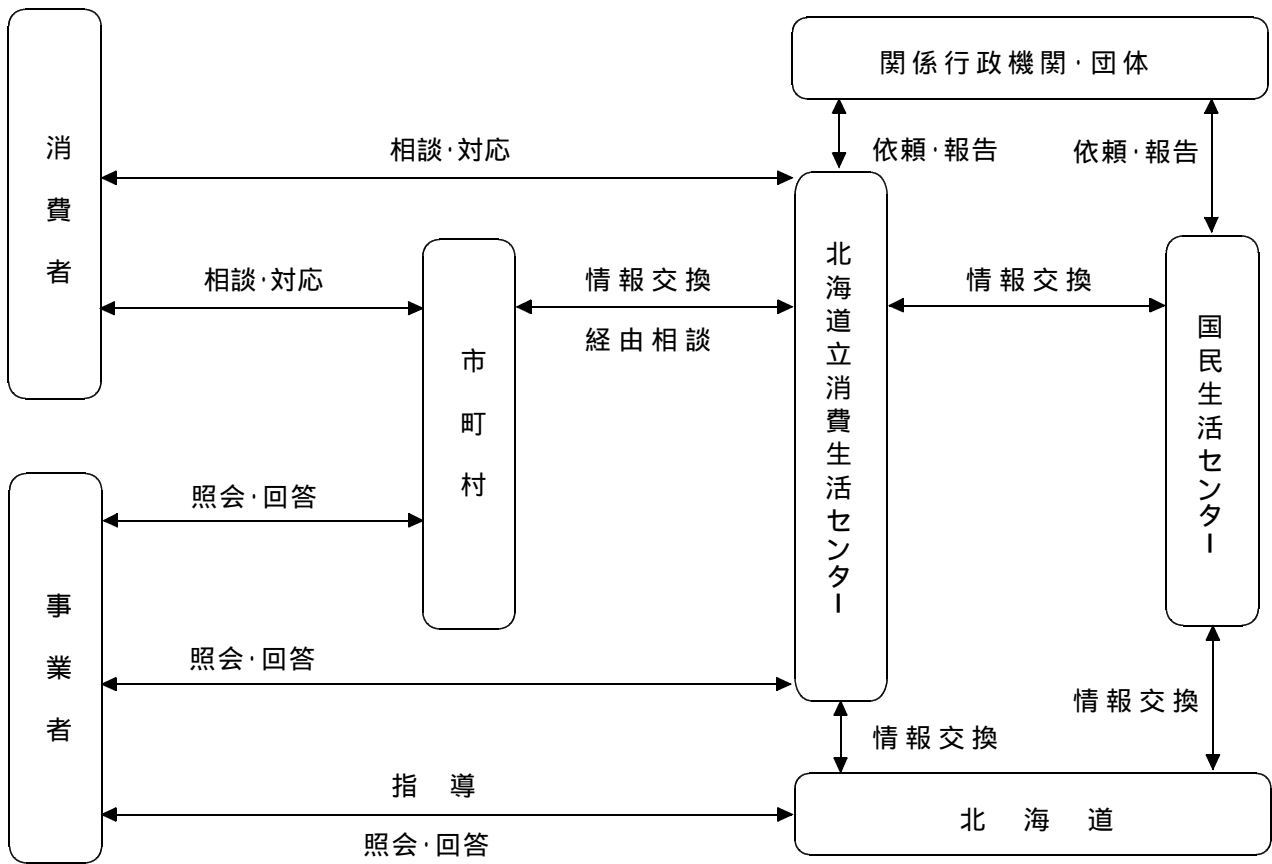 関係行政機関・団体
消費者
相談・対応
依頼・報告
依頼・報告
相談・対応
情報交換
経由相談
情報交換
北海道立消費生活センター
国民生活センター
市町村
照会・回答
事業者
照会・回答
情報交換
情報交換
指導
照会・回答
北海道